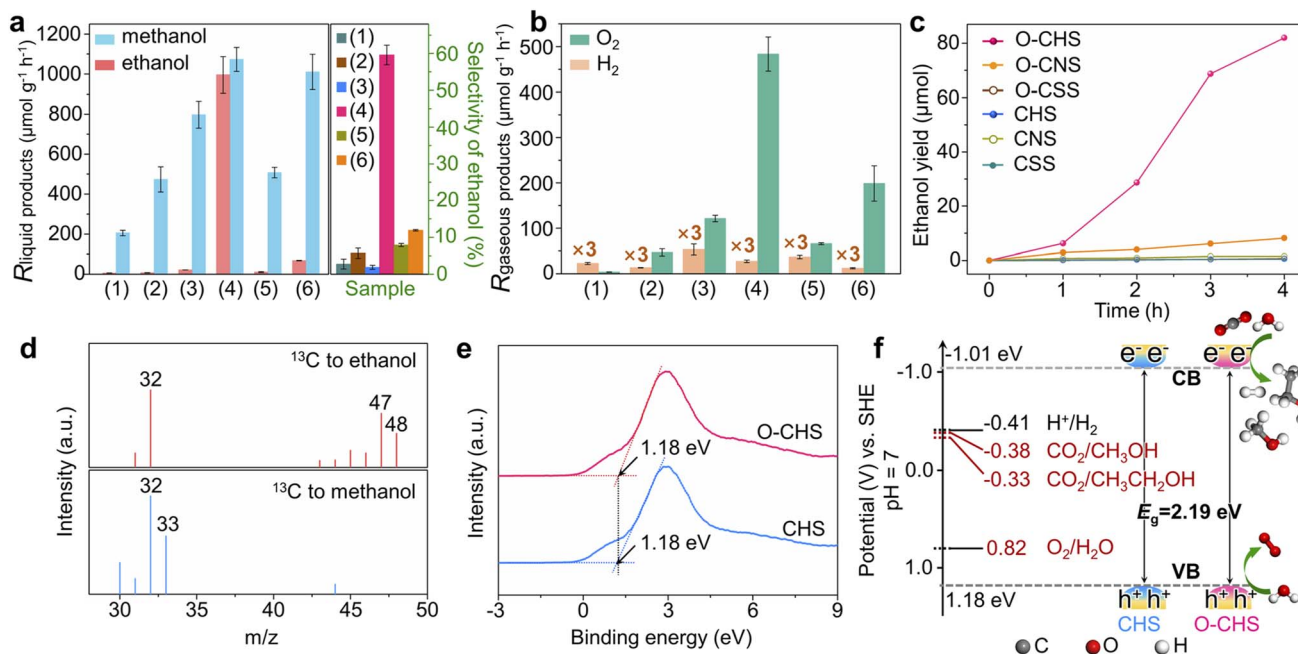 a
methanol
ethanol
Rliquid products (μmol g⁻¹ h⁻¹)
1200
1000
800
600
400
200
0
(1) (2) (3) (4) (5) (6)
(1)
(2)
(3)
(4)
(5)
(6)
Sample
60
50
40
30
20
10
0
Selectivity of ethanol (%)
b
O₂
H₂
Rgaseous products (μmol g⁻¹ h⁻¹)
500
400
300
200
100
50
0
×3 ×3 ×3 ×3 ×3 ×3
(1) (2) (3) (4) (5) (6)
c
O-CHS
O-CNS
O-CSS
CHS
CNS
CSS
Ethanol yield (μmol)
80
60
40
20
0
0 1 2 3 4
Time (h)
d
¹³C to ethanol
32
47
48
¹³C to methanol
32
33
Intensity (a.u.)
30 35 40 45 50
m/z
e
O-CHS
1.18 eV
CHS
1.18 eV
Intensity (a.u.)
-3 0 3 6 9
Binding energy (eV)
f
Potential (V) vs. SHE
pH = 7
-1.01 eV
-1.0
0.0
1.0
e⁻ e⁻ e⁻ e⁻
CB
-0.41 H⁺/H₂
-0.38 CO₂/CH₃OH
-0.33 CO₂/CH₃CH₂OH
Eg=2.19 eV
0.82 O₂/H₂O
VB
1.18 eV
h⁺ h⁺ h⁺ h⁺
CHS O-CHS
C O H